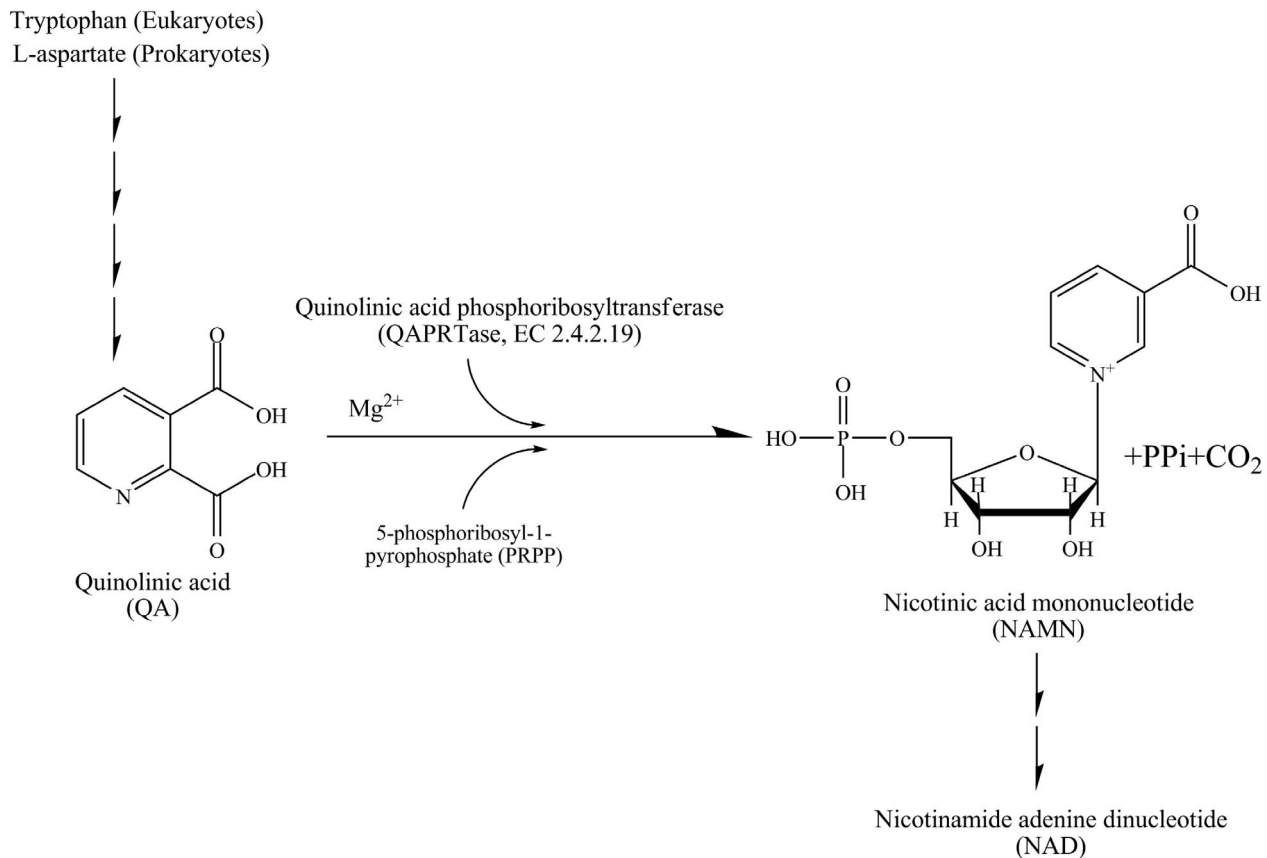 Tryptophan (Eukaryotes)
L-aspartate (Prokaryotes)
Quinolinic acid phosphoribosyltransferase
(QAPRTase, EC 2.4.2.19)
Mg²⁺
5-phosphoribosyl-1-
pyrophosphate (PRPP)
O
OH
OH
N
O
Quinolinic acid
(QA)
O
OH
N⁺
O
HO P O
OH
O
H H
H H
OH OH
+PPi+CO₂
Nicotinic acid mononucleotide
(NAMN)
Nicotinamide adenine dinucleotide
(NAD)